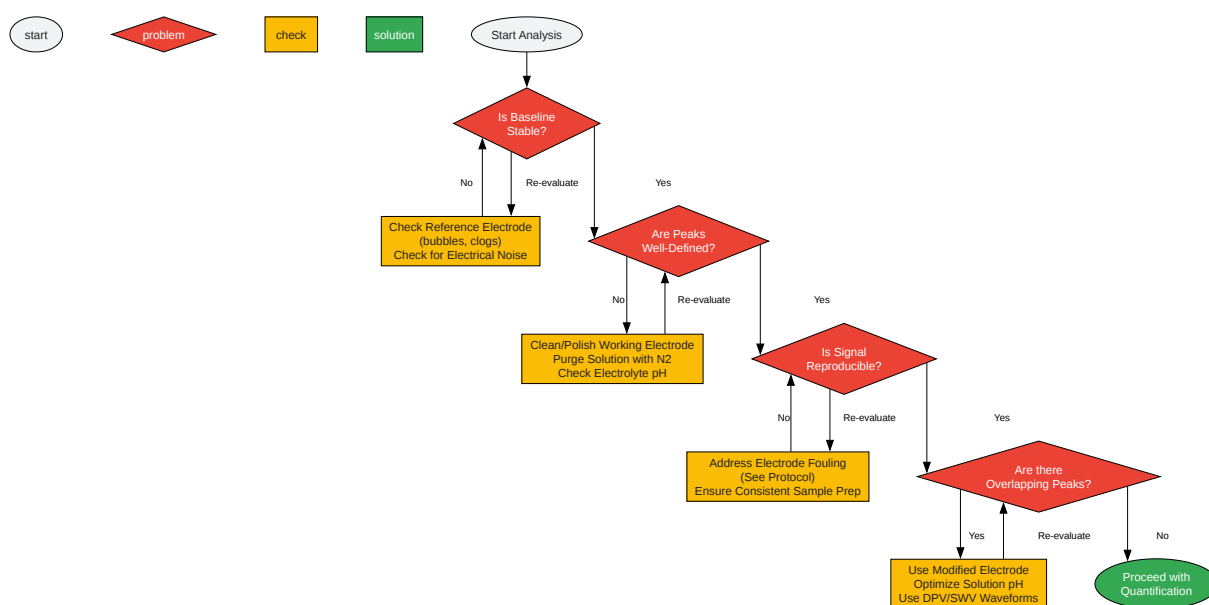 start
problem
check
solution
Start Analysis
Is Baseline
Stable?
No
Re-evaluate
Yes
Check Reference Electrode
(bubbles, clogs)
Check for Electrical Noise
Are Peaks
Well-Defined?
No
Re-evaluate
Yes
Clean/Polish Working Electrode
Purge Solution with N2
Check Electrolyte pH
Is Signal
Reproducible?
No
Re-evaluate
Yes
Address Electrode Fouling
(See Protocol)
Ensure Consistent Sample Prep
Are there
Overlapping Peaks?
Yes
Re-evaluate
No
Use Modified Electrode
Optimize Solution pH
Use DPV/SWV Waveforms
Proceed with
Quantification